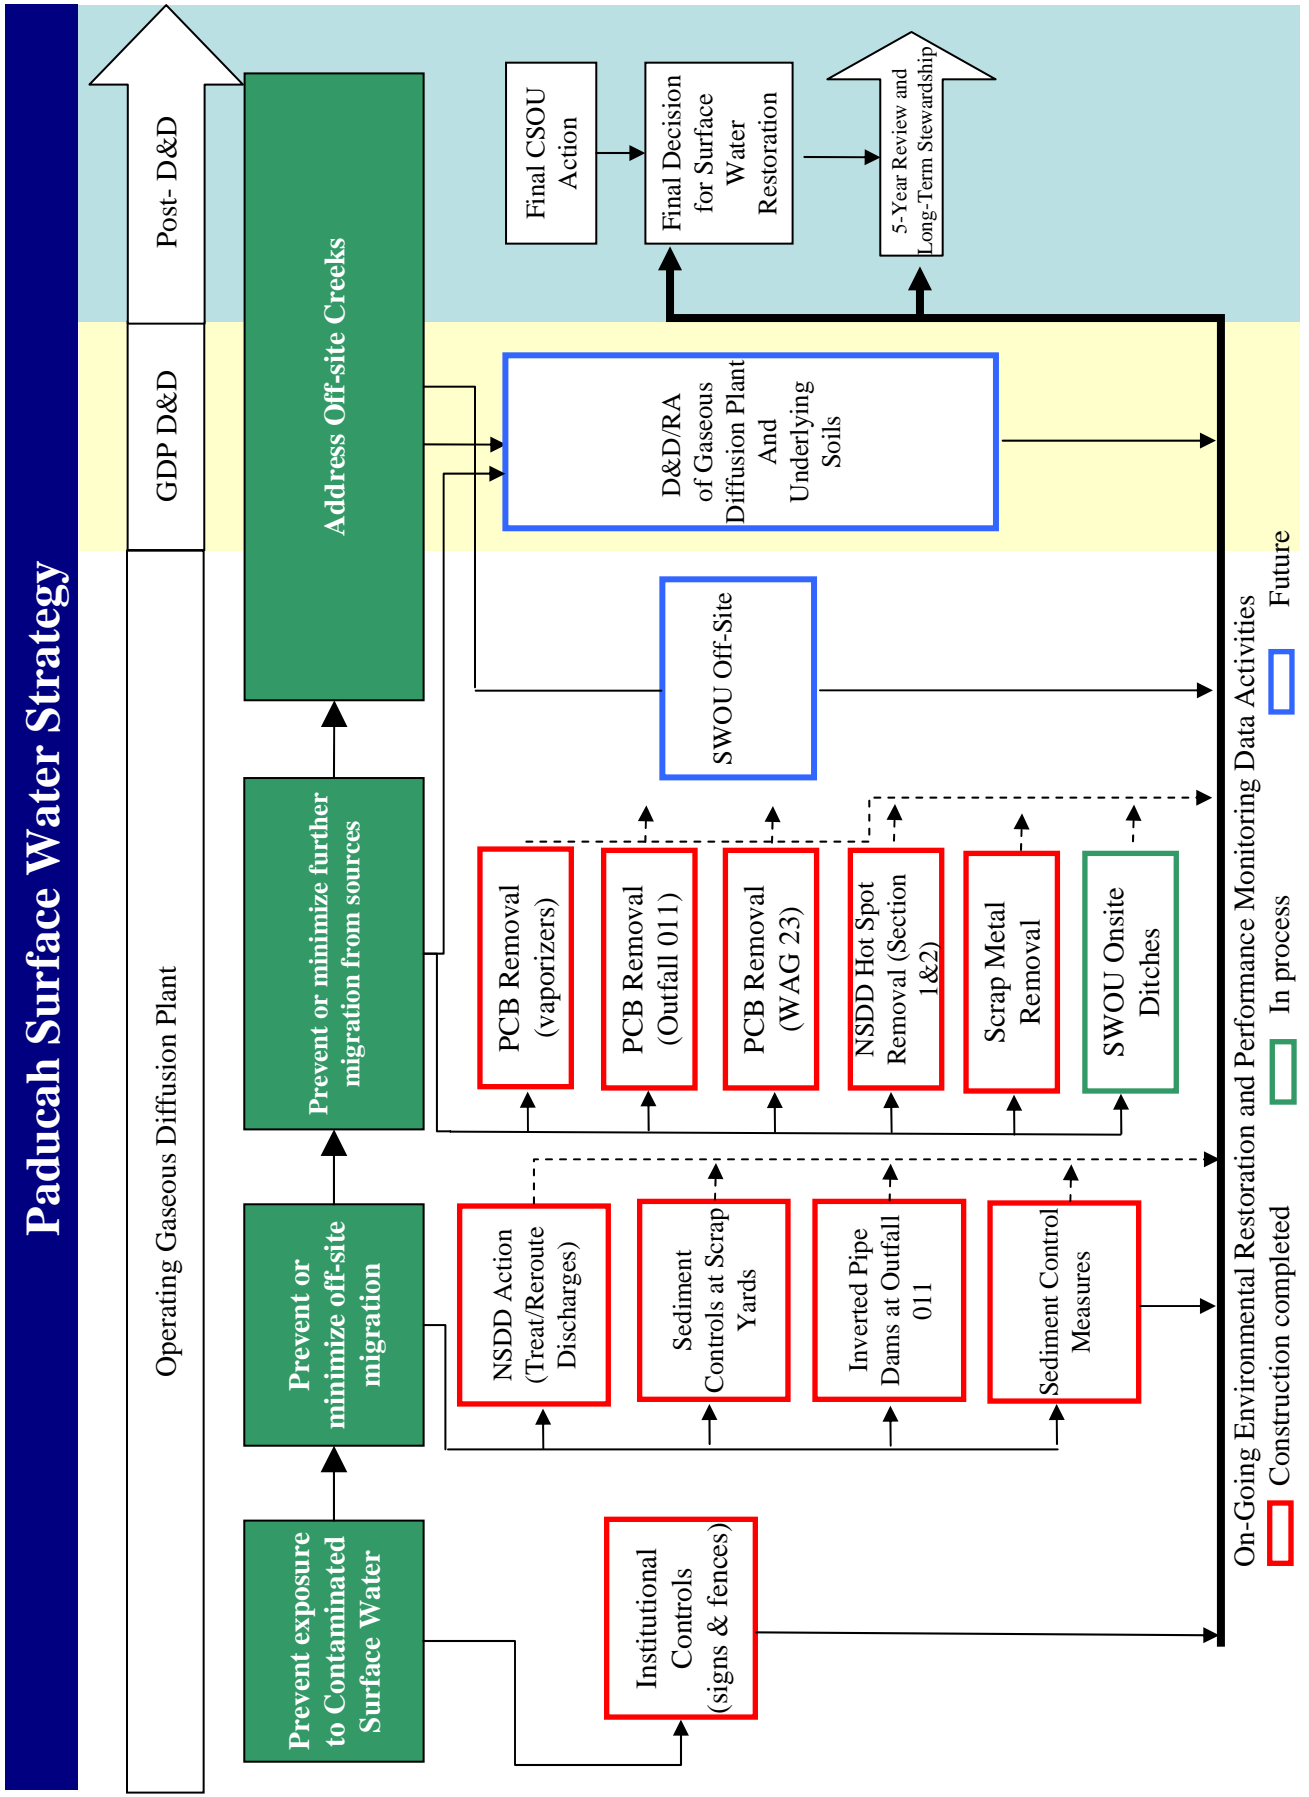 Paducah Surface Water Strategy
Operating Gaseous Diffusion Plant
GDP D&D
Post- D&D
Prevent exposure
to Contaminated
Surface Water
Prevent or
minimize off-site
migration
Prevent or minimize further
migration from sources
Address Off-site Creeks
Institutional
Controls
(signs & fences)
NSDD Action
(Treat/Reroute
Discharges)
Sediment
Controls at Scrap
Yards
Inverted Pipe
Dams at Outfall
011
Sediment Control
Measures
PCB Removal
(vaporizers)
PCB Removal
(Outfall 011)
PCB Removal
(WAG 23)
NSDD Hot Spot
Removal (Section
1&2)
Scrap Metal
Removal
SWOU Onsite
Ditches
SWOU Off-Site
D&D/RA
of Gaseous
Diffusion Plant
And
Underlying
Soils
Final CSOU
Action
Final Decision
for Surface
Water
Restoration
5-Year Review and
Long-Term Stewardship
On-Going Environmental Restoration and Performance Monitoring Data Activities
Construction completed
In process
Future